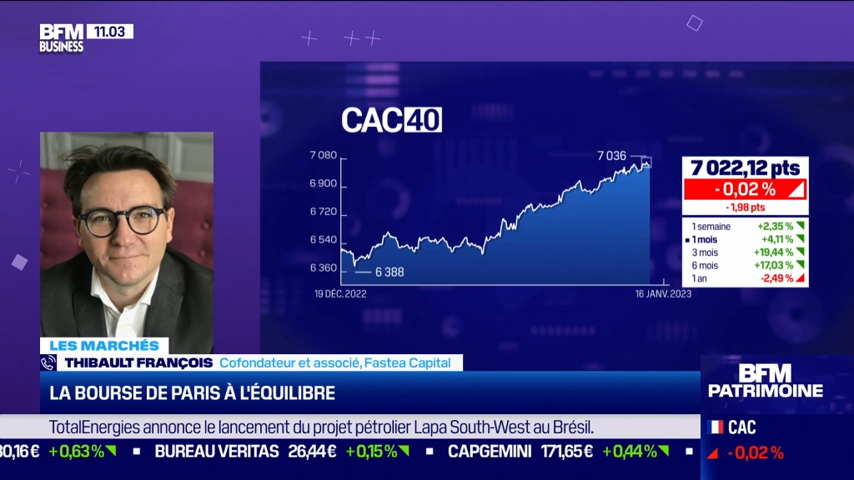 BFM
BUSINESS
11.03
CAC40
7 080
6 900
6 720
6 540
6 360
7 036
6 388
19 DÉC.2022
16 JANV.2023
7 022,12 pts
- 0,02 %
- 1,98 pts
1 semaine +2,35 %
1 mois +4,11 %
3 mois +19,44 %
6 mois +17,03 %
1 an -2,49 %
LES MARCHÉS
THIBAULT FRANÇOIS Cofondateur et associé, Fastea Capital
LA BOURSE DE PARIS À L'ÉQUILIBRE
BFM
PATRIMOINE
TotalEnergies annonce le lancement du projet pétrolier Lapa South-West au Brésil.
CAC
- 0,02 %
0,16€ +0,63% BUREAU VERITAS 26,44€ +0,15% CAPGEMINI 171,65€ +0,44%